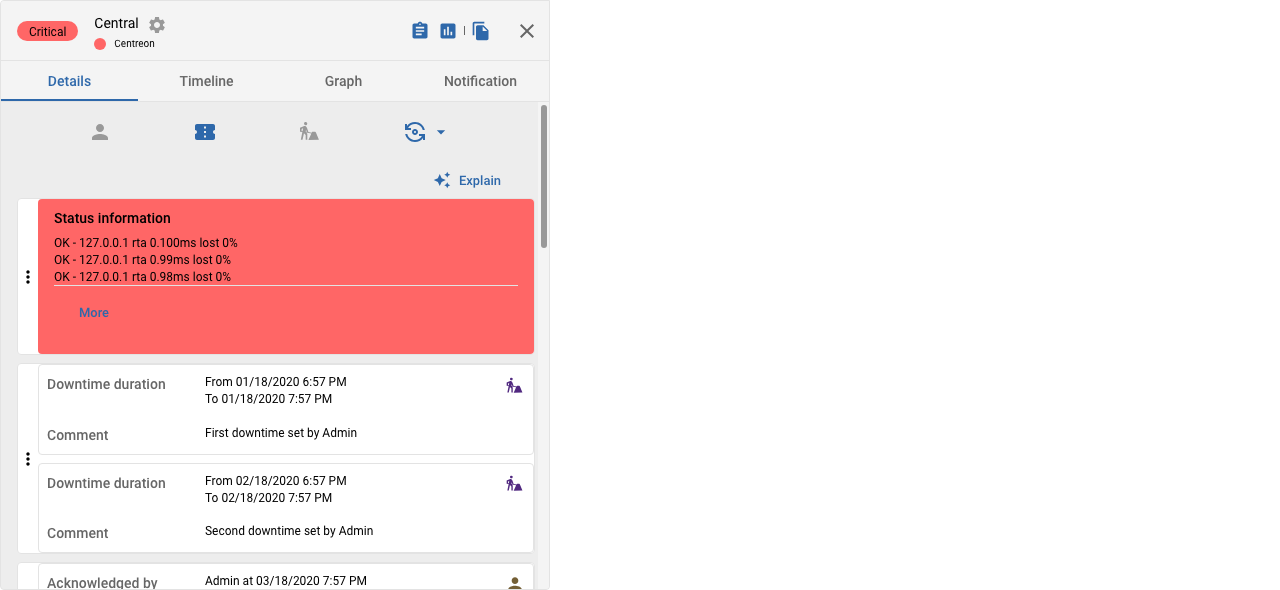 Critical
Central
Centreon
Details Timeline Graph Notification
Explain
Status information
OK - 127.0.0.1 rta 0.100ms lost 0%
OK - 127.0.0.1 rta 0.99ms lost 0%
OK - 127.0.0.1 rta 0.98ms lost 0%
More
Downtime duration
From 01/18/2020 6:57 PM
To 01/18/2020 7:57 PM
Comment
First downtime set by Admin
Downtime duration
From 02/18/2020 6:57 PM
To 02/18/2020 7:57 PM
Comment
Second downtime set by Admin
Acknowledged by
Admin at 03/18/2020 7:57 PM